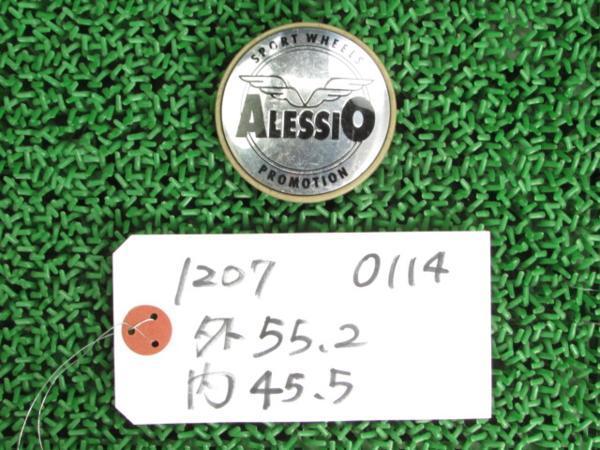 SPORT WHEELS
ALESSIO
PROMOTION
1207 0114
外 55.2
内 45.5